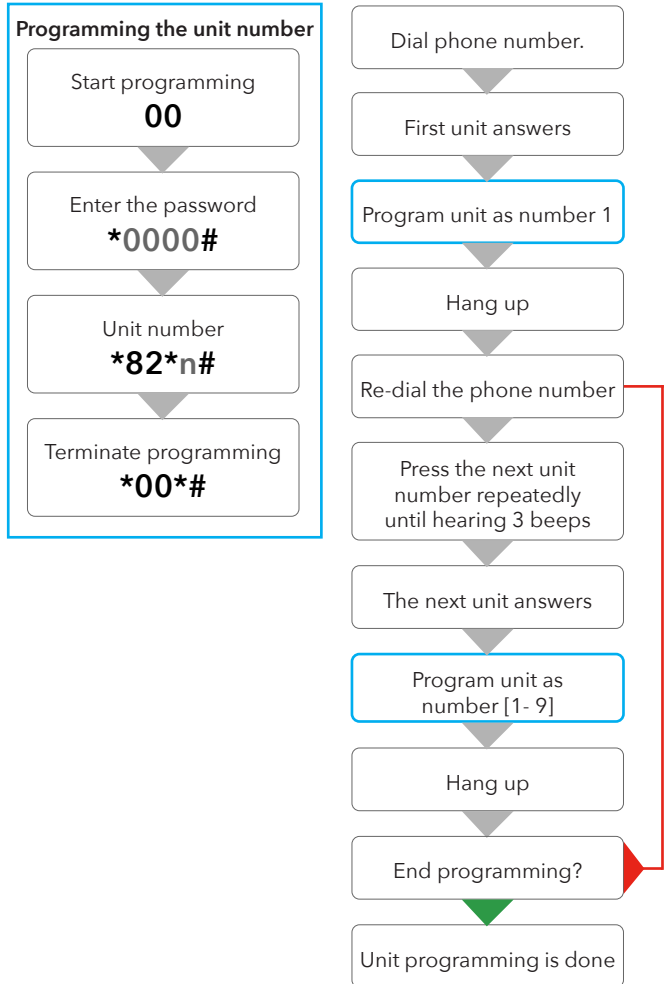 Programming the unit number
Start programming
00
Enter the password
*0000#
Unit number
*82*n#
Terminate programming
*00*#
Dial phone number.
First unit answers
Program unit as number 1
Hang up
Re-dial the phone number
Press the next unit
number repeatedly
until hearing 3 beeps
The next unit answers
Program unit as
number [1- 9]
Hang up
End programming?
Unit programming is done